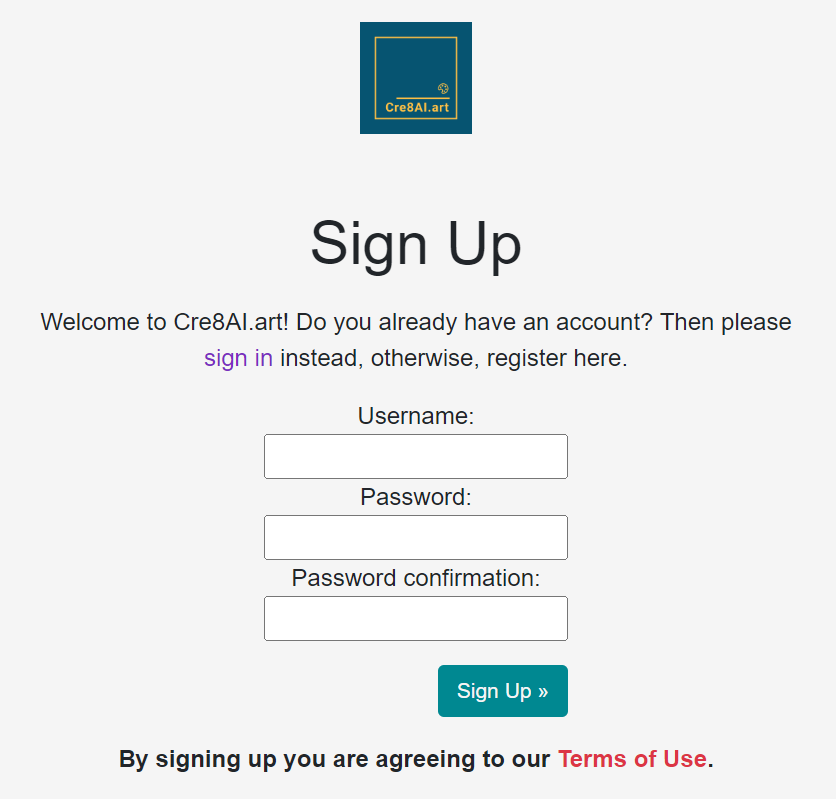 Cre8AI.art
Sign Up
Welcome to Cre8AI.art! Do you already have an account? Then please
sign in instead, otherwise, register here.
Username:
Password:
Password confirmation:
Sign Up »
By signing up you are agreeing to our Terms of Use.